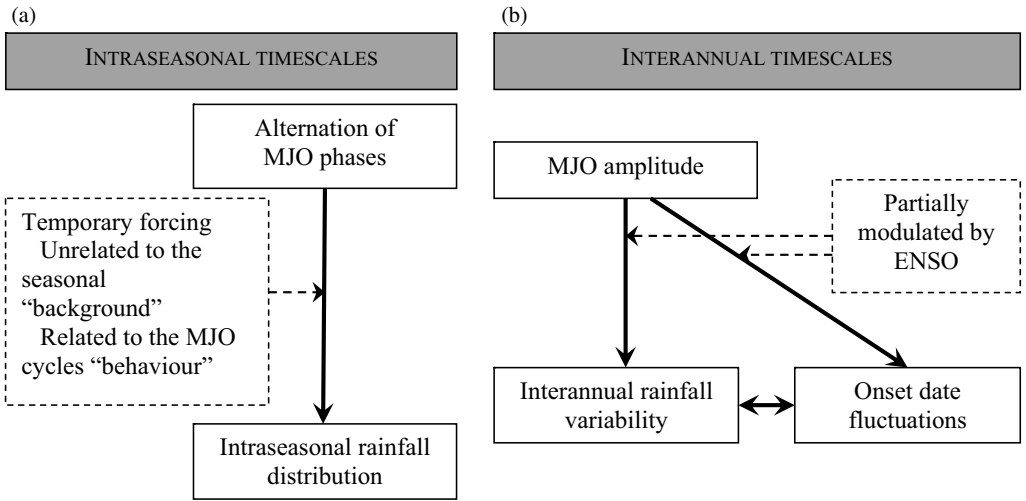 (a)
INTRASEASONAL TIMESCALES
Alternation of
MJO phases
Temporary forcing
Unrelated to the
seasonal
“background”
Related to the MJO
cycles “behaviour”
Intraseasonal rainfall
distribution
(b)
INTERANNUAL TIMESCALES
MJO amplitude
Partially
modulated by
ENSO
Interannual rainfall
variability
Onset date
fluctuations